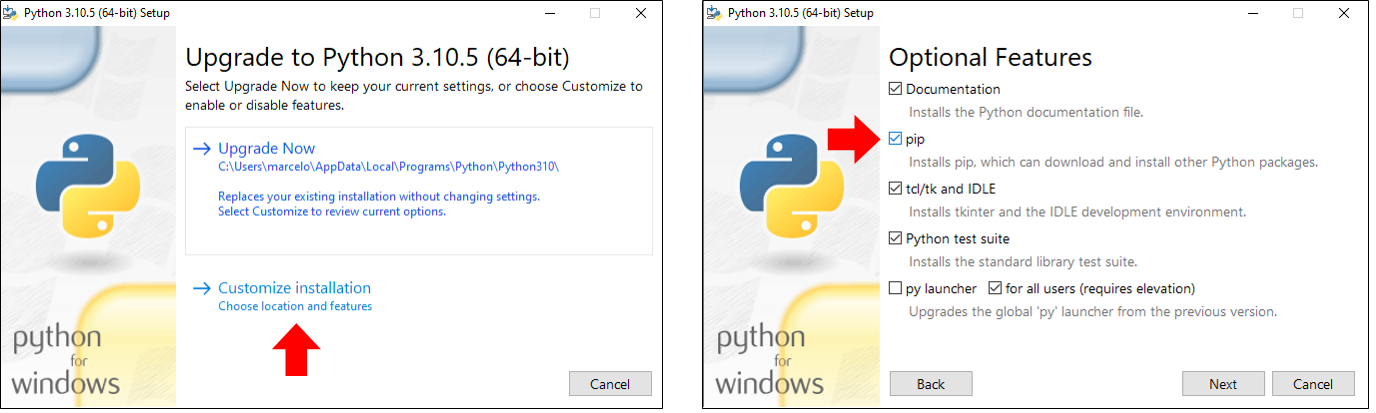 Python 3.10.5 (64-bit) Setup
Upgrade to Python 3.10.5 (64-bit)
Select Upgrade Now to keep your current settings, or choose Customize to
enable or disable features.
Upgrade Now
C:\Users\marcelo\AppData\Local\Programs\Python\Python310\
Replaces your existing installation without changing settings.
Select Customize to review current options.
Customize installation
Choose location and features
python
for
windows
Cancel
Python 3.10.5 (64-bit) Setup
Optional Features
Documentation
Installs the Python documentation file.
pip
Installs pip, which can download and install other Python packages.
tcl/tk and IDLE
Installs tkinter and the IDLE development environment.
Python test suite
Installs the standard library test suite.
py launcher for all users (requires elevation)
Upgrades the global 'py' launcher from the previous version.
python
for
windows
Back Next Cancel